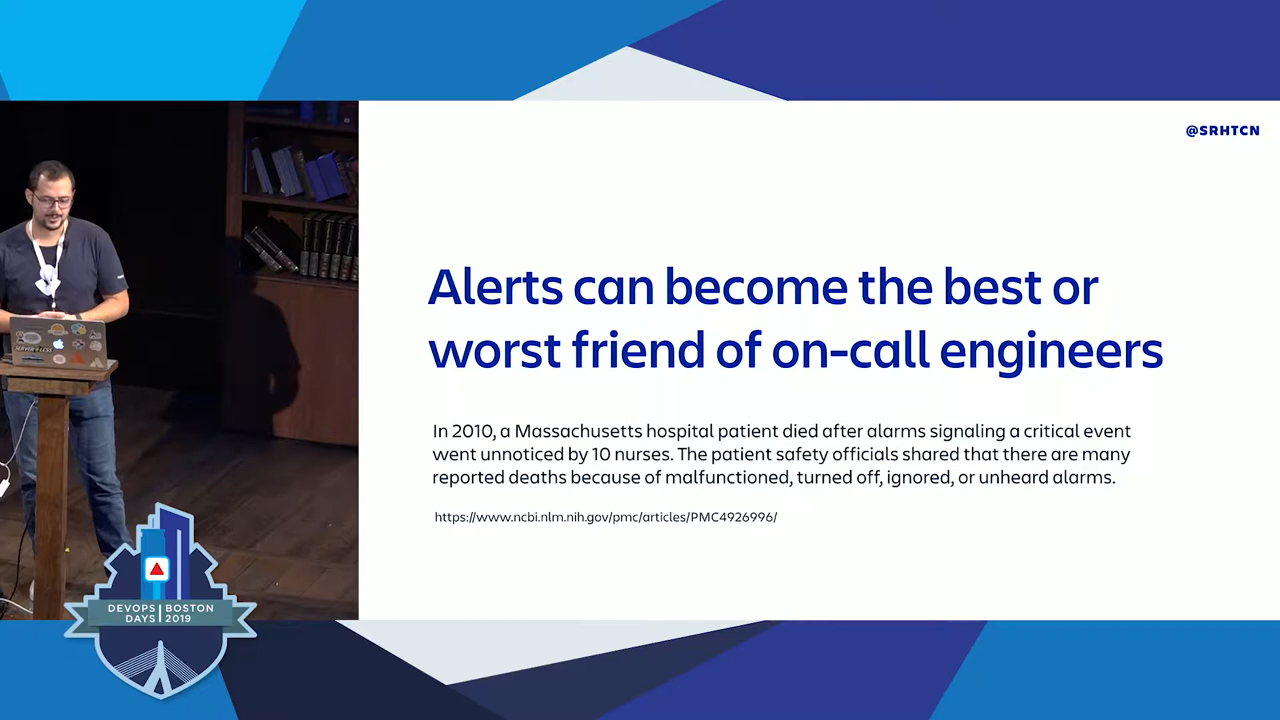 @SRHTCN
Alerts can become the best or
worst friend of on-call engineers
In 2010, a Massachusetts hospital patient died after alarms signaling a critical event
went unnoticed by 10 nurses. The patient safety officials shared that there are many
reported deaths because of malfunctioned, turned off, ignored, or unheard alarms.
https://www.ncbi.nlm.nih.gov/pmc/articles/PMC4926996/
DEVOPS BOSTON
DAYS 2019